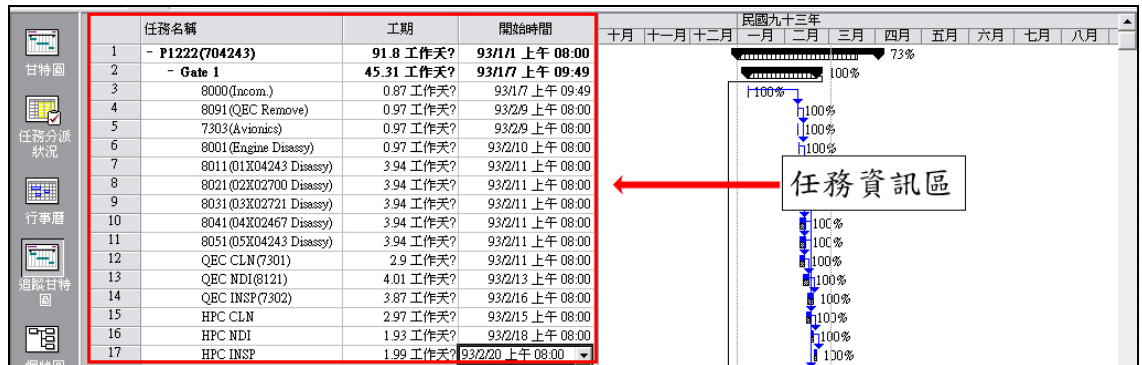 民國九十三年
任務名稱 工期 開始時間 十月 十一月 十二月 一月 二月 三月 四月 五月 六月 七月 八月
甘特圖
任務分派狀況
行事曆
追蹤甘特圖
1 - P1222(704243) 91.8 工作天? 93/1/1 上午 08:00 73%
2 - Gate 1 45.31 工作天? 93/1/7 上午 09:49 100%
3 8000(Incom.) 0.87 工作天? 93/1/7 上午 09:49 100%
4 8091(QEC Remove) 0.97 工作天? 93/2/9 上午 08:00 100%
5 7303(Avionics) 0.97 工作天? 93/2/9 上午 08:00 100%
6 8001(Engine Disassy) 0.97 工作天? 93/2/10 上午 08:00 100%
7 8011(01X04243 Disassy) 3.94 工作天? 93/2/11 上午 08:00
8 8021(02X02700 Disassy) 3.94 工作天? 93/2/11 上午 08:00
任務資訊區
9 8031(03X02721 Disassy) 3.94 工作天? 93/2/11 上午 08:00
10 8041(04X02467 Disassy) 3.94 工作天? 93/2/11 上午 08:00 100%
11 8051(05X04243 Disassy) 3.94 工作天? 93/2/11 上午 08:00 100%
12 QEC CLN(7301) 2.9 工作天? 93/2/11 上午 08:00 100%
13 QEC NDI(8121) 4.01 工作天? 93/2/13 上午 08:00 100%
14 QEC INSP(7302) 3.87 工作天? 93/2/16 上午 08:00 100%
15 HPC CLN 2.97 工作天? 93/2/15 上午 08:00 100%
16 HPC NDI 1.93 工作天? 93/2/18 上午 08:00 100%
17 HPC INSP 1.99 工作天? 93/2/20 上午 08:00 100%